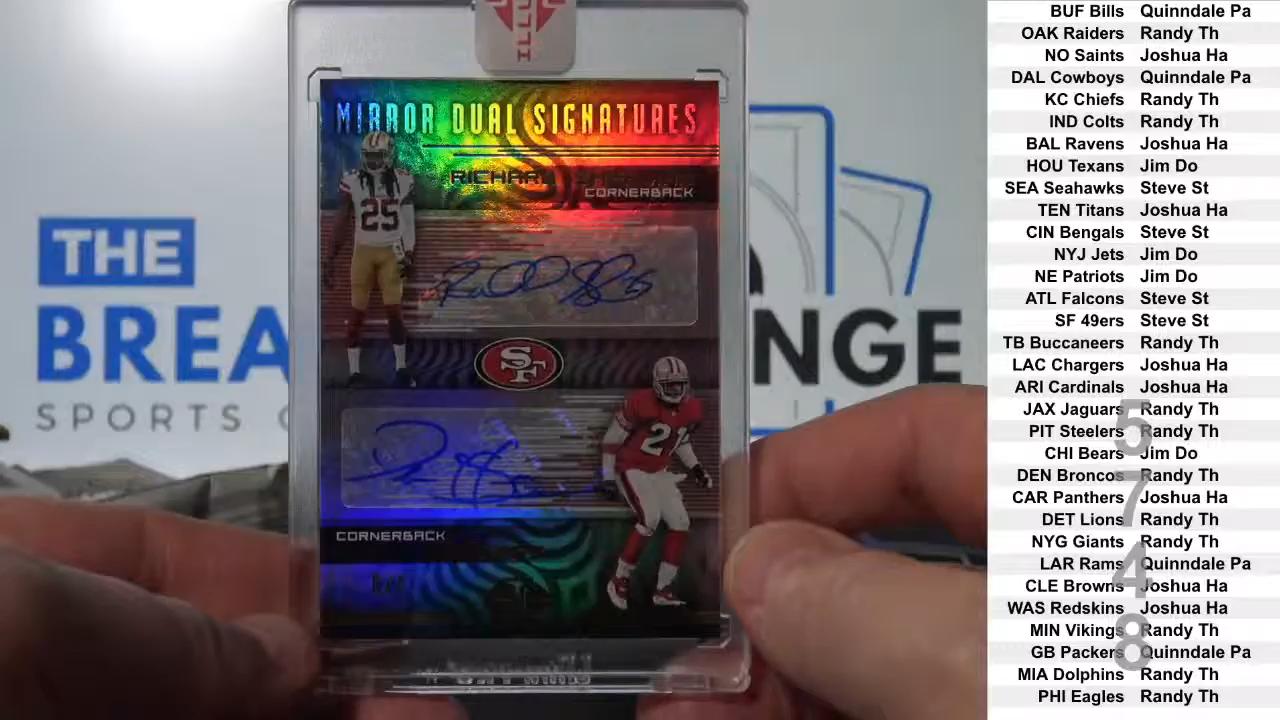 MIRROR DUAL SIGNATURES
RICHARD
CORNERBACK
25
SF
21
CORNERBACK
THE
BREA
NGE
SPORTS
BUF Bills Quinndale Pa
OAK Raiders Randy Th
NO Saints Joshua Ha
DAL Cowboys Quinndale Pa
KC Chiefs Randy Th
IND Colts Randy Th
BAL Ravens Joshua Ha
HOU Texans Jim Do
SEA Seahawks Steve St
TEN Titans Joshua Ha
CIN Bengals Steve St
NYJ Jets Jim Do
NE Patriots Jim Do
ATL Falcons Steve St
SF 49ers Steve St
TB Buccaneers Randy Th
LAC Chargers Joshua Ha
ARI Cardinals Joshua Ha
JAX Jaguars Randy Th
PIT Steelers Randy Th
CHI Bears Jim Do
DEN Broncos Randy Th
CAR Panthers Joshua Ha
DET Lions Randy Th
NYG Giants Randy Th
LAR Rams Quinndale Pa
CLE Browns Joshua Ha
WAS Redskins Joshua Ha
MIN Vikings Randy Th
GB Packers Quinndale Pa
MIA Dolphins Randy Th
PHI Eagles Randy Th
5
7
4
8